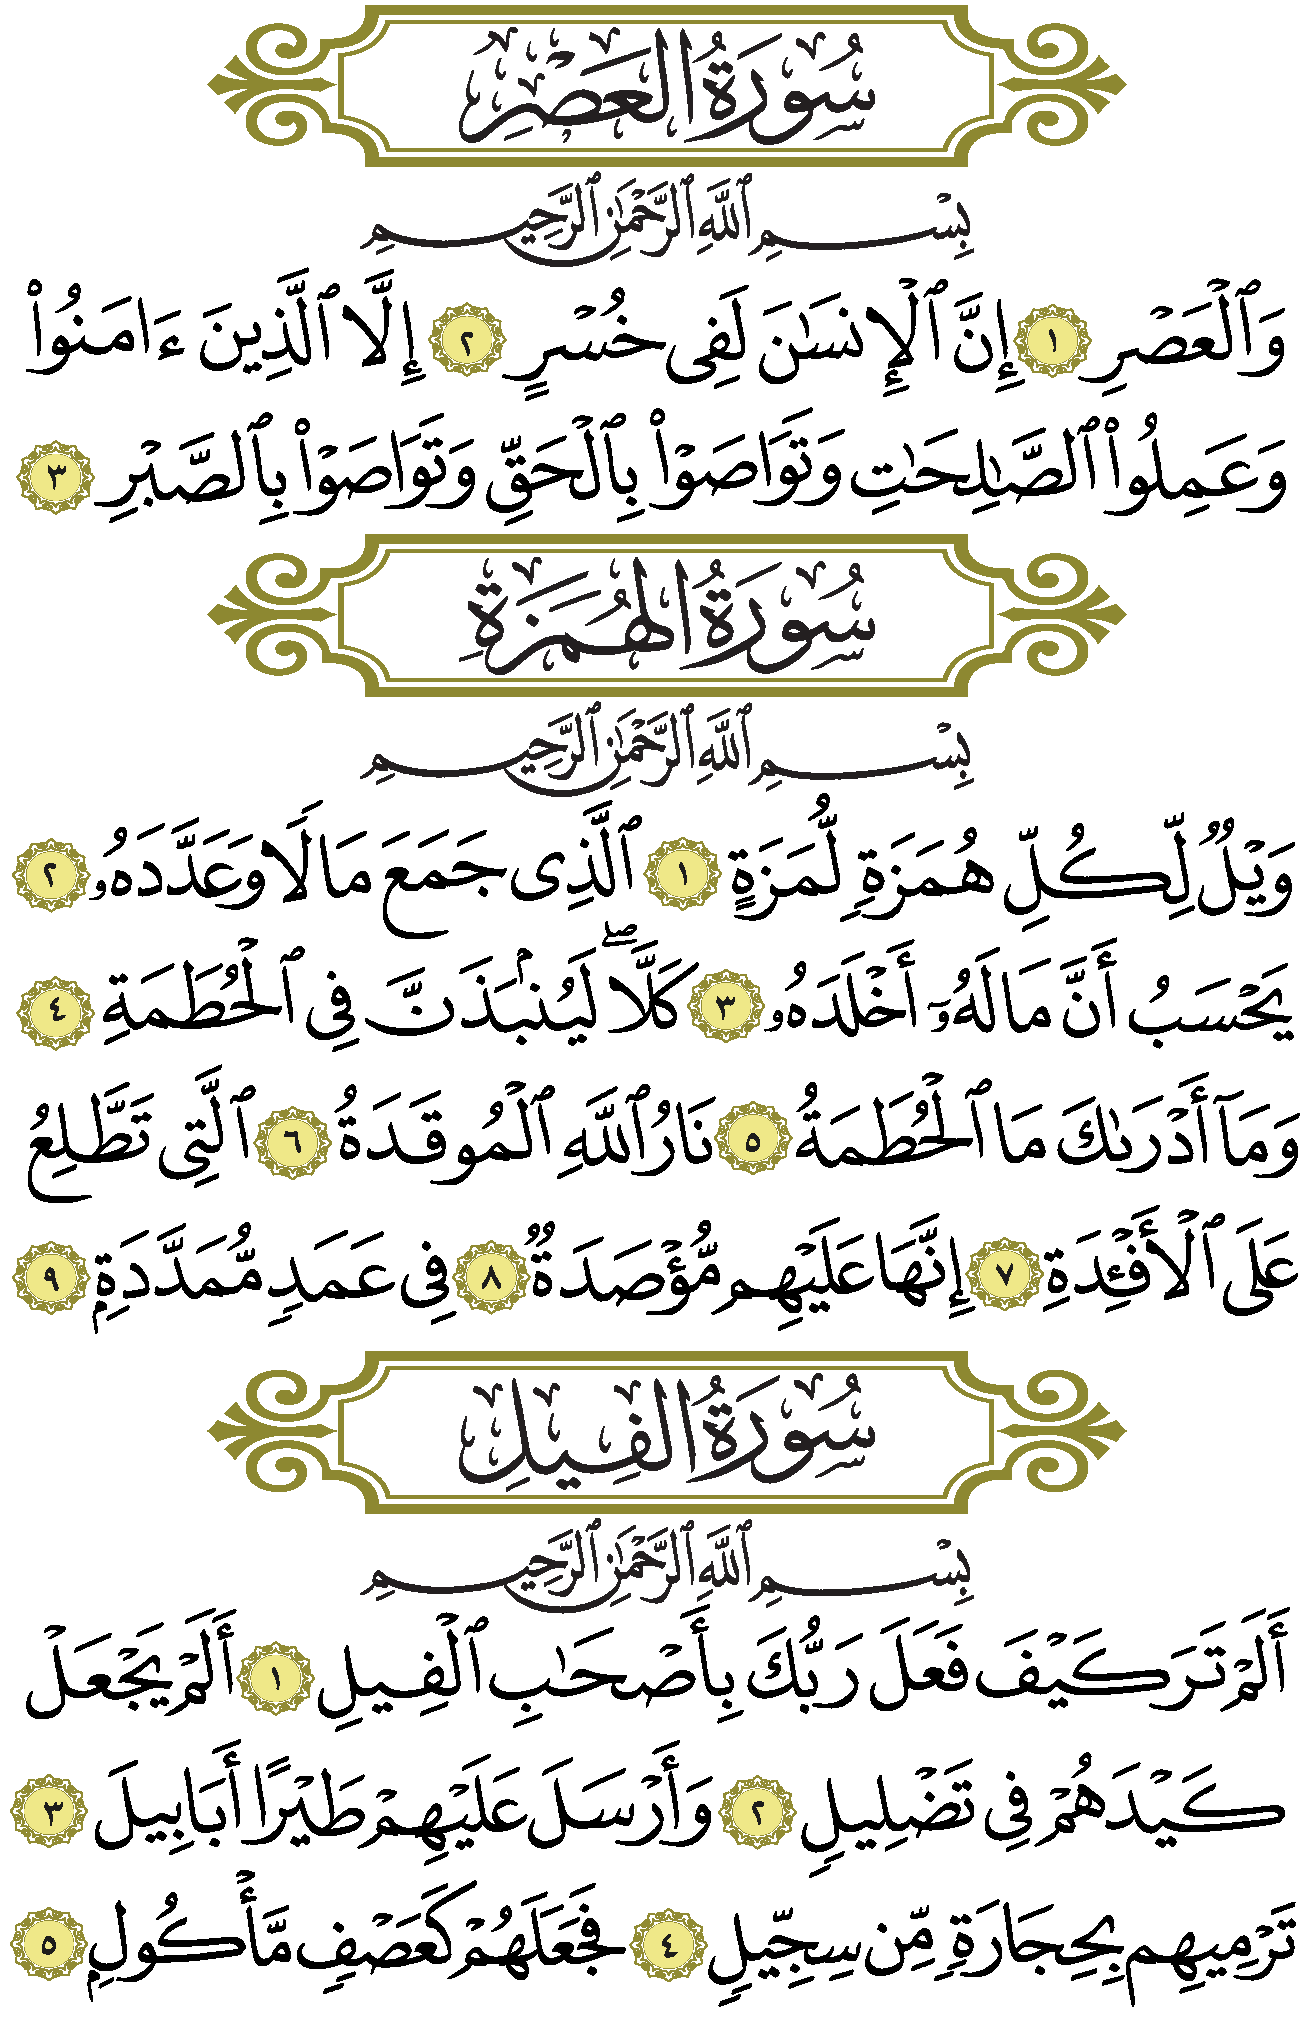 سُورَةُ العَصْرِ
بِسْمِ ٱللَّهِ ٱلرَّحْمَٰنِ ٱلرَّحِيمِ
وَٱلْعَصْرِ ١ إِنَّ ٱلْإِنسَٰنَ لَفِى خُسْرٍ ٢ إِلَّا ٱلَّذِينَ ءَامَنُوا۟
وَعَمِلُوا۟ ٱلصَّٰلِحَٰتِ وَتَوَاصَوْا۟ بِٱلْحَقِّ وَتَوَاصَوْا۟ بِٱلصَّبْرِ ٣
سُورَةُ الهُمَزَةِ
بِسْمِ ٱللَّهِ ٱلرَّحْمَٰنِ ٱلرَّحِيمِ
وَيْلٌ لِّكُلِّ هُمَزَةٍ لُّمَزَةٍ ١ ٱلَّذِى جَمَعَ مَالًا وَعَدَّدَهُۥ ٢
يَحْسَبُ أَنَّ مَالَهُۥٓ أَخْلَدَهُۥ ٣ كَلَّا ۖ لَيُنۢبَذَنَّ فِى ٱلْحُطَمَةِ ٤
وَمَآ أَدْرَىٰكَ مَا ٱلْحُطَمَةُ ٥ نَارُ ٱللَّهِ ٱلْمُوقَدَةُ ٦ ٱلَّتِى تَطَّلِعُ
عَلَى ٱلْأَفْـِٔدَةِ ٧ إِنَّهَا عَلَيْهِم مُّؤْصَدَةٌ ٨ فِى عَمَدٍ مُّمَدَّدَةٍۭ ٩
سُورَةُ الفِيلِ
بِسْمِ ٱللَّهِ ٱلرَّحْمَٰنِ ٱلرَّحِيمِ
أَلَمْ تَرَ كَيْفَ فَعَلَ رَبُّكَ بِأَصْحَٰبِ ٱلْفِيلِ ١ أَلَمْ يَجْعَلْ
كَيْدَهُمْ فِى تَضْلِيلٍ ٢ وَأَرْسَلَ عَلَيْهِمْ طَيْرًا أَبَابِيلَ ٣
تَرْمِيهِم بِحِجَارَةٍ مِّن سِجِّيلٍ ٤ فَجَعَلَهُمْ كَعَصْفٍ مَّأْكُولٍۭ ٥